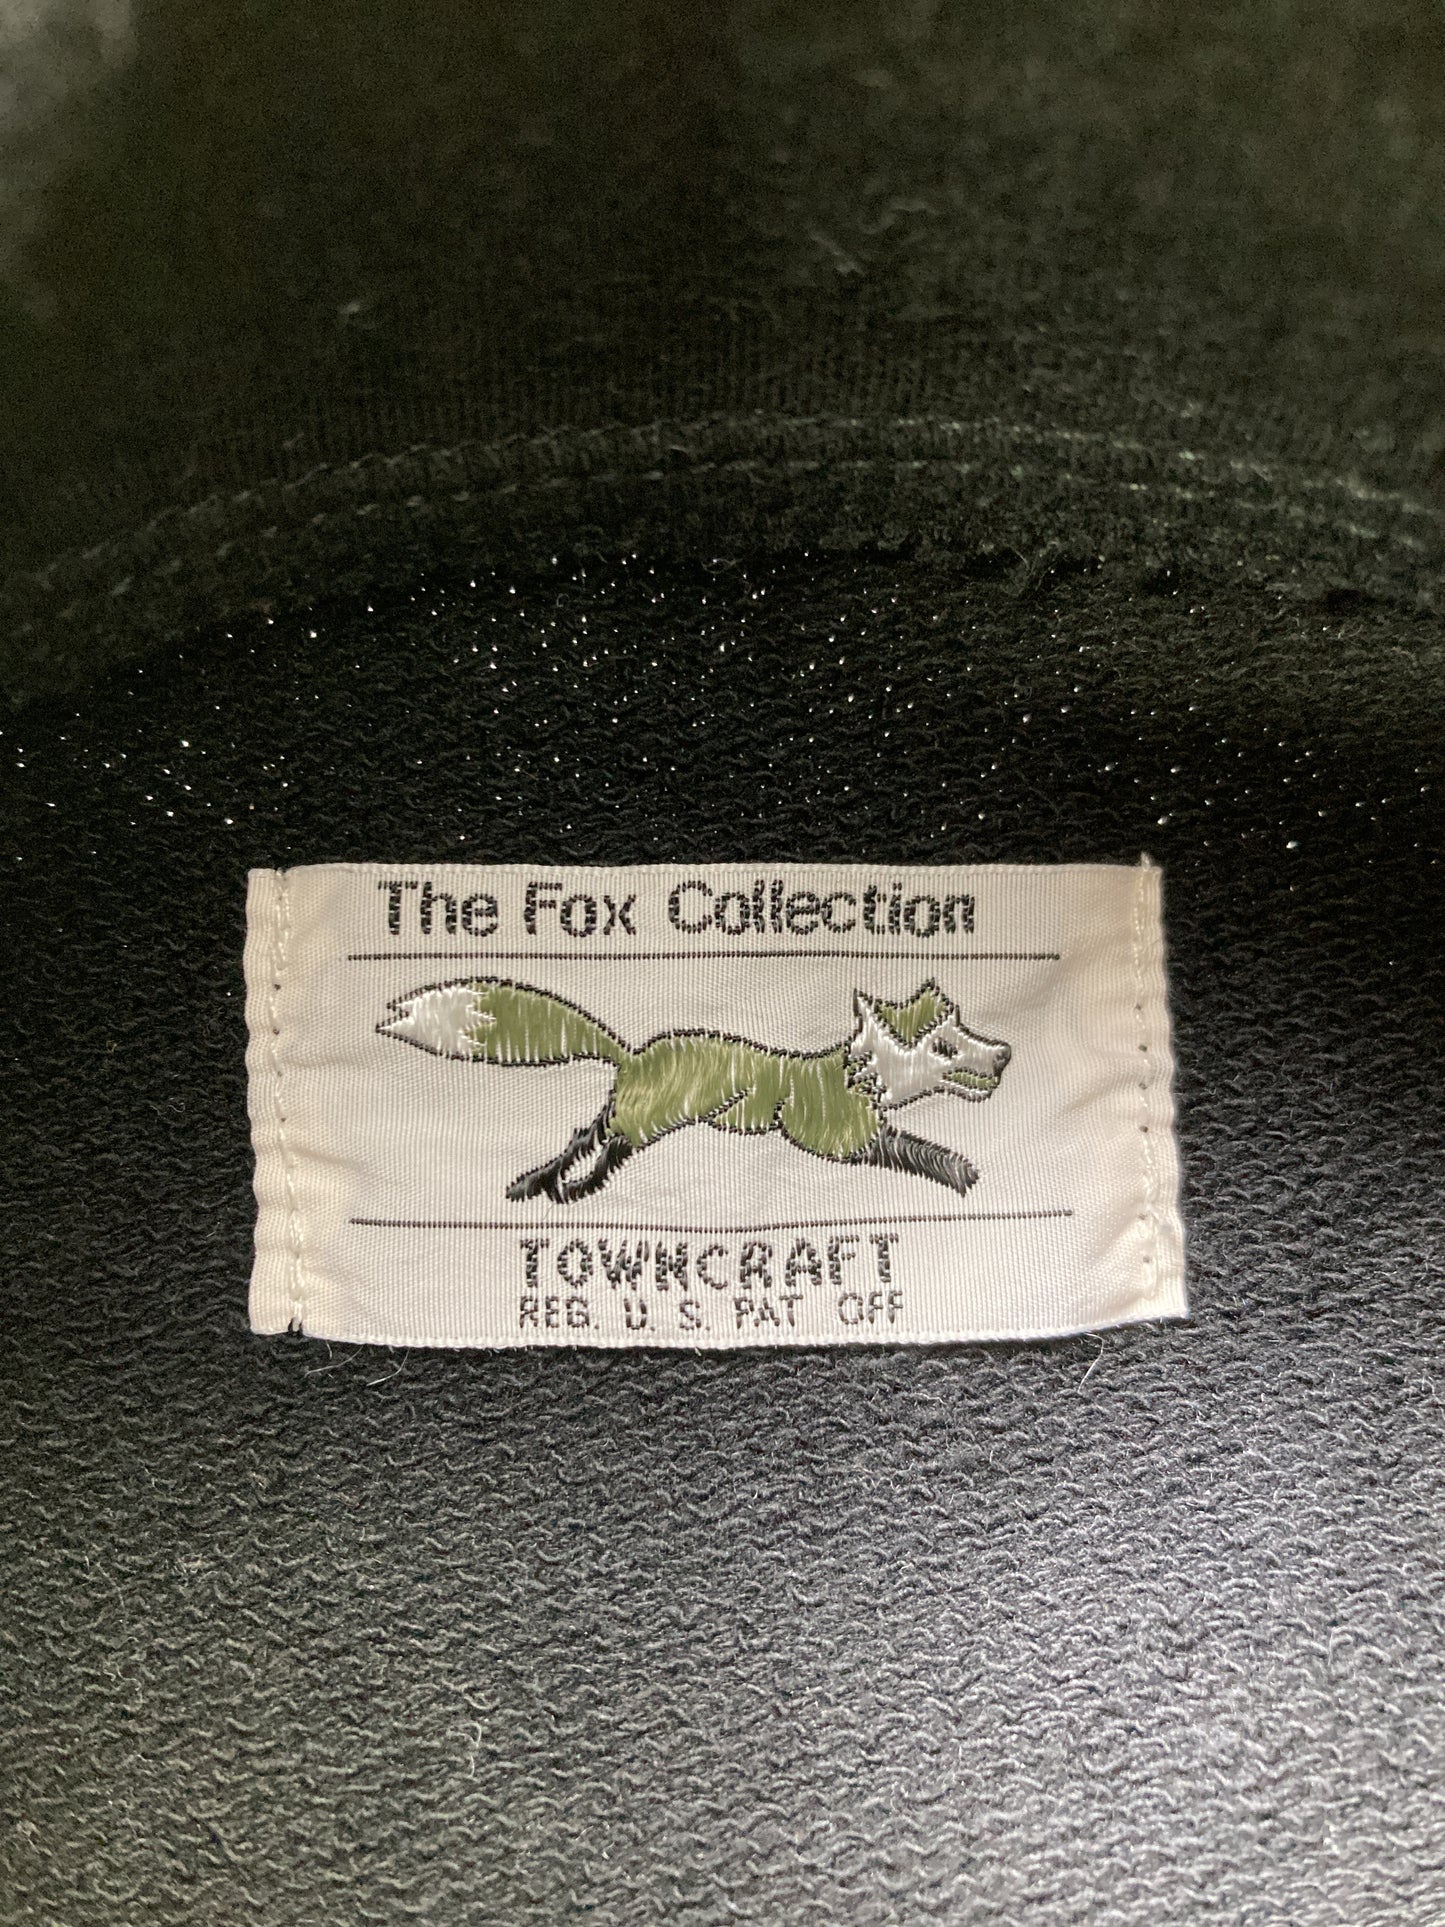 The Fox Collection
TOWNCRAFT
REG. U. S. PAT OFF